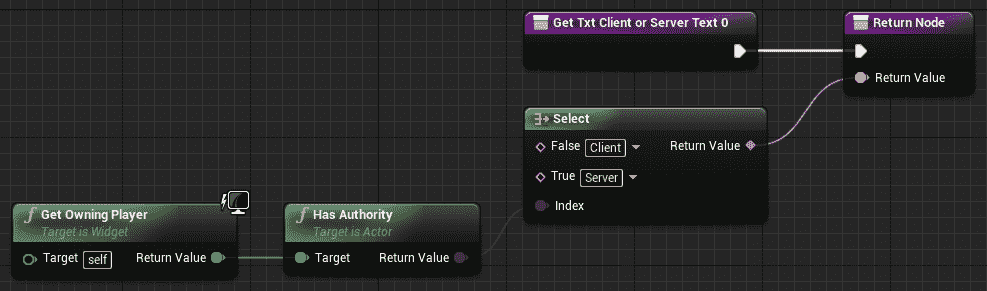 Get Txt Client or Server Text 0
Return Node
Return Value
Select
False Client
Return Value
True Server
Index
f Get Owning Player
Target is Widget
Target self
Return Value
f Has Authority
Target is Actor
Target
Return Value